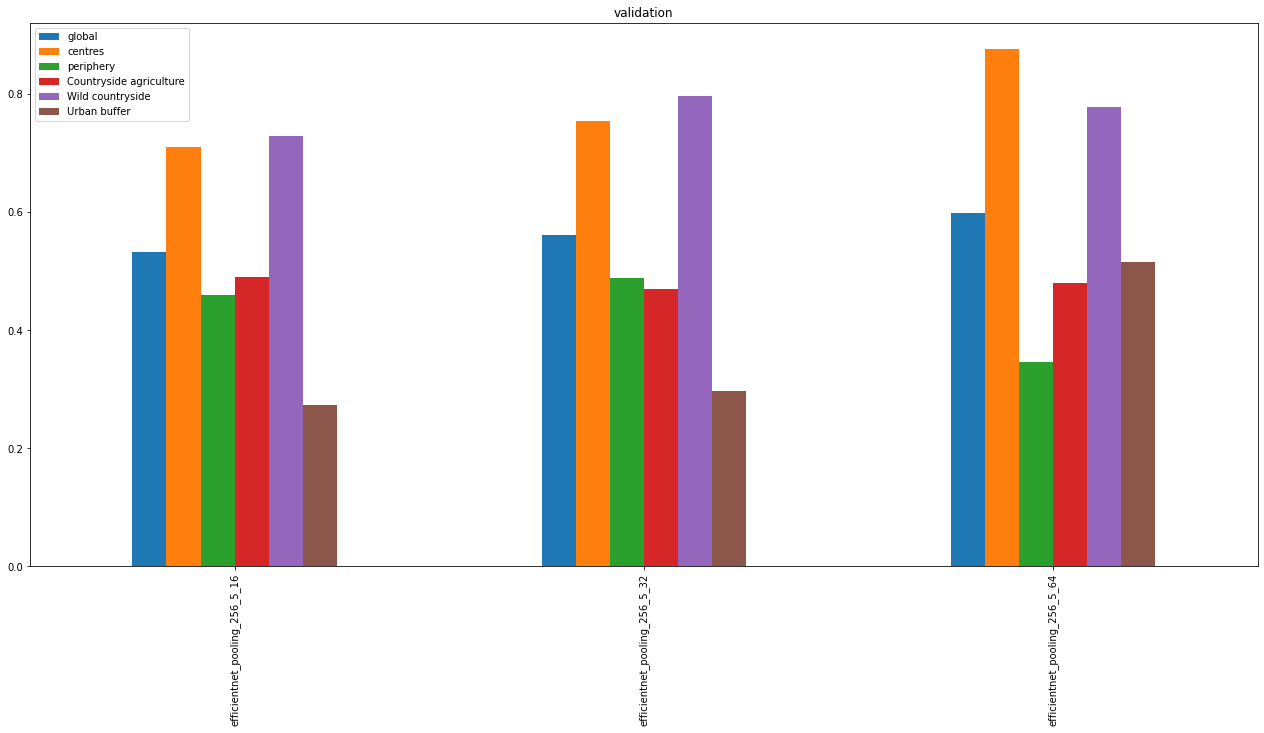 validation
global
centres
periphery
Countryside agriculture
Wild countryside
Urban buffer
0.8
0.6
0.4
0.2
0.0
efficientnet_pooling_256_5_16
efficientnet_pooling_256_5_32
efficientnet_pooling_256_5_64